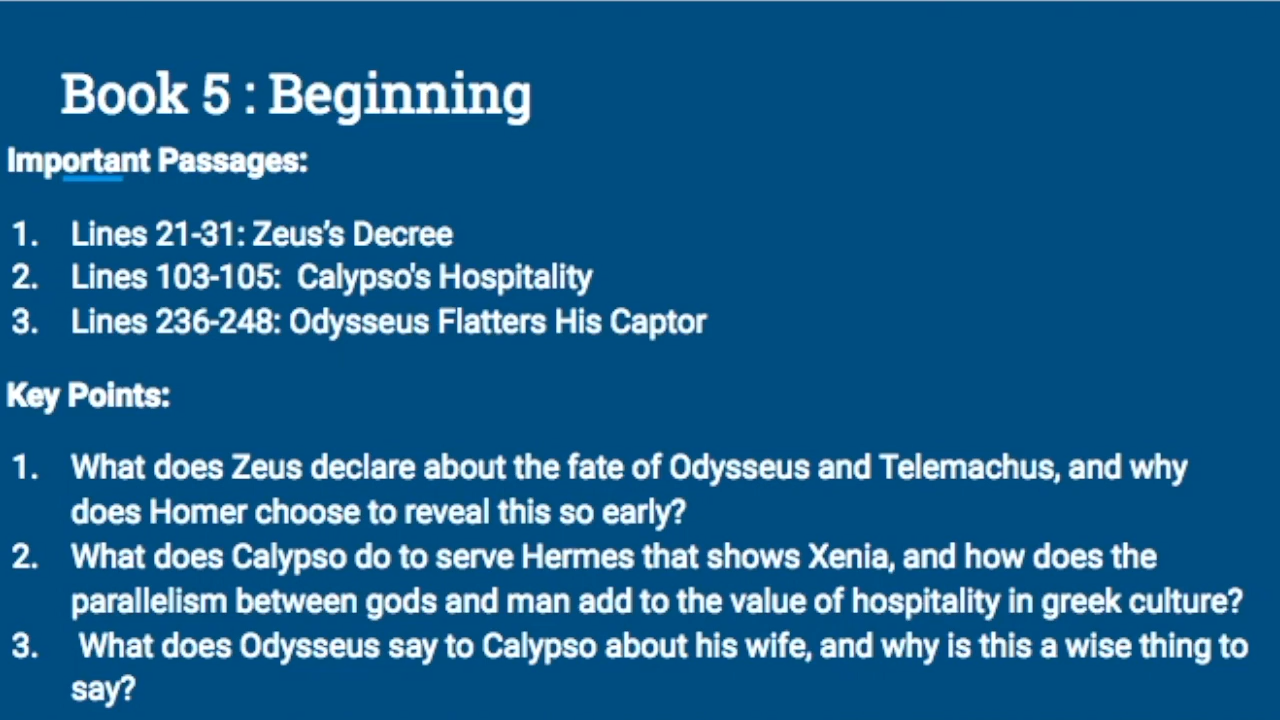 Book 5 : Beginning
Important Passages:
1. Lines 21-31: Zeus’s Decree
2. Lines 103-105:  Calypso's Hospitality
3. Lines 236-248: Odysseus Flatters His Captor
Key Points:
1. What does Zeus declare about the fate of Odysseus and Telemachus, and why
does Homer choose to reveal this so early?
2. What does Calypso do to serve Hermes that shows Xenia, and how does the
parallelism between gods and man add to the value of hospitality in greek culture?
3.  What does Odysseus say to Calypso about his wife, and why is this a wise thing to
say?